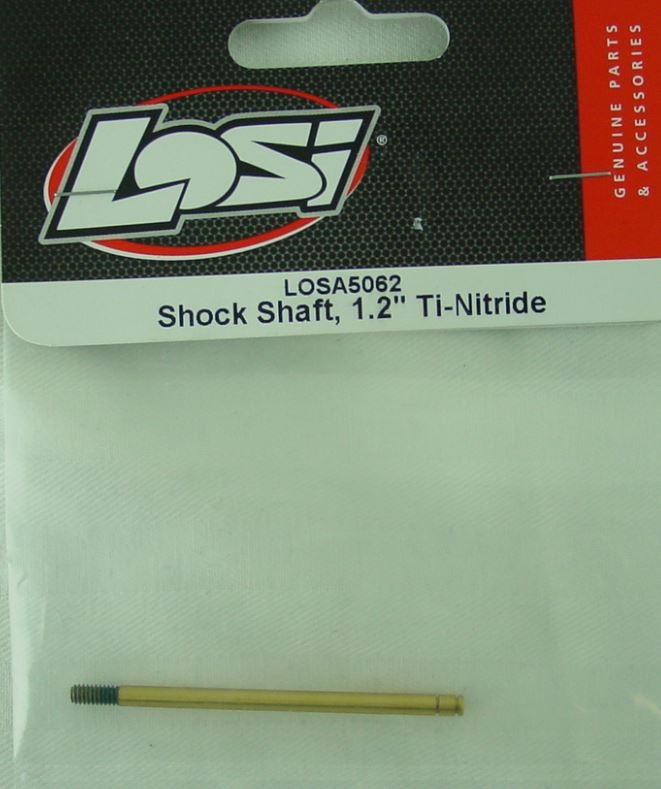 LOSi®
GENUINE PARTS
& ACCESSORIES
LOSA5062
Shock Shaft, 1.2" Ti-Nitride